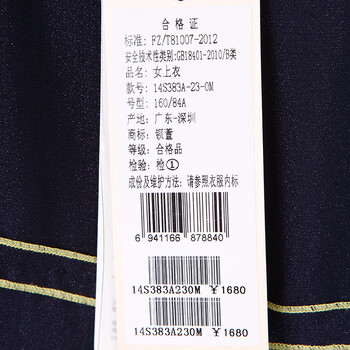 合格证
标准: FZ/T81007-2012
安全技术性类别:GB18401-2010/B类
品名: 女上衣
款号: 14S383A-23-0M
号型: 160/84A
产地: 广东-深圳
商标: 钡萱
等级: 合格品
检验: 检①
成份及维护方法: 请参照衣服内标
6 941166 878840
14S383A230M ￥1680
14S383A230M ￥1680